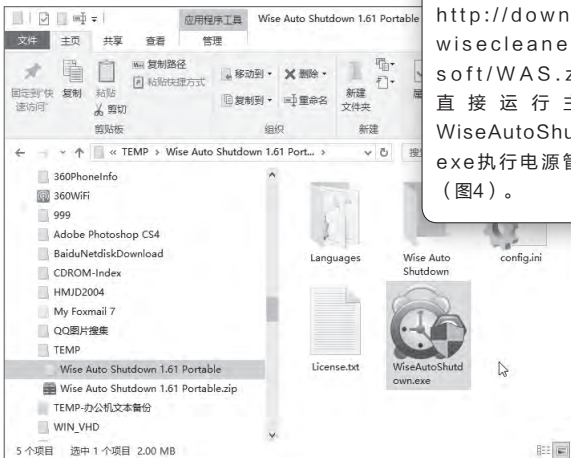 应用程序工具 Wise Auto Shutdown 1.61 Portable
文件 主页 共享 查看 管理
固定到"快速访问" 复制 粘贴
复制路径
粘贴快捷方式
剪切
移动到 删除
复制到 重命名
新建文件夹
剪贴板 组织 新建
« TEMP › Wise Auto Shutdown 1.61 Port... ›
360PhoneInfo
360WiFi
999
Adobe Photoshop CS4
BaiduNetdiskDownload
CDROM-Index
HMJD2004
My Foxmail 7
QQ图片搜集
TEMP
Wise Auto Shutdown 1.61 Portable
Wise Auto Shutdown 1.61 Portable.zip
TEMP-办公机文本备份
WIN_VHD
Languages
Wise Auto Shutdown
config.ini
License.txt
WiseAutoShutdown.exe
5 个项目 选中 1 个项目 2.00 MB
http://down
wisecleane
soft/WAS.z
直接运行主
WiseAutoShu
exe执行电源管
（图4）。